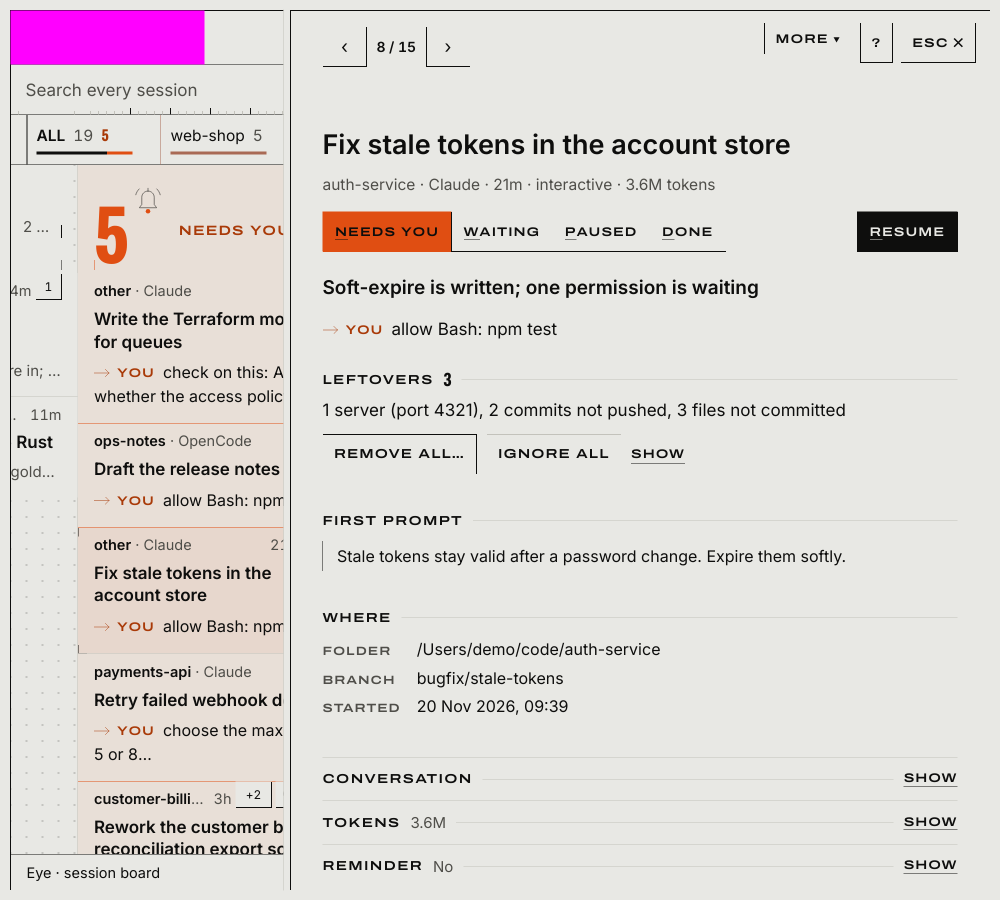 Search every session
ALL 19 5
web-shop 5
2 ...
4m 1
re in; ...
. 11m
Rust
gold...
5 NEEDS YOU
other · Claude
Write the Terraform mo
for queues
→ YOU check on this: A
whether the access polic
ops-notes · OpenCode
Draft the release notes
→ YOU allow Bash: npm
other · Claude 21
Fix stale tokens in the
account store
→ YOU allow Bash: npm
payments-api · Claude
Retry failed webhook d
→ YOU choose the max
5 or 8...
customer-billi... 3h +2
Rework the customer b
reconciliation export sc
Eye · session board
‹ 8 / 15 ›
MORE ▾ ? ESC ✕
Fix stale tokens in the account store
auth-service · Claude · 21m · interactive · 3.6M tokens
NEEDS YOU WAITING PAUSED DONE RESUME
Soft-expire is written; one permission is waiting
→ YOU allow Bash: npm test
LEFTOVERS 3
1 server (port 4321), 2 commits not pushed, 3 files not committed
REMOVE ALL... IGNORE ALL SHOW
FIRST PROMPT
Stale tokens stay valid after a password change. Expire them softly.
WHERE
FOLDER /Users/demo/code/auth-service
BRANCH bugfix/stale-tokens
STARTED 20 Nov 2026, 09:39
CONVERSATION SHOW
TOKENS 3.6M SHOW
REMINDER No SHOW